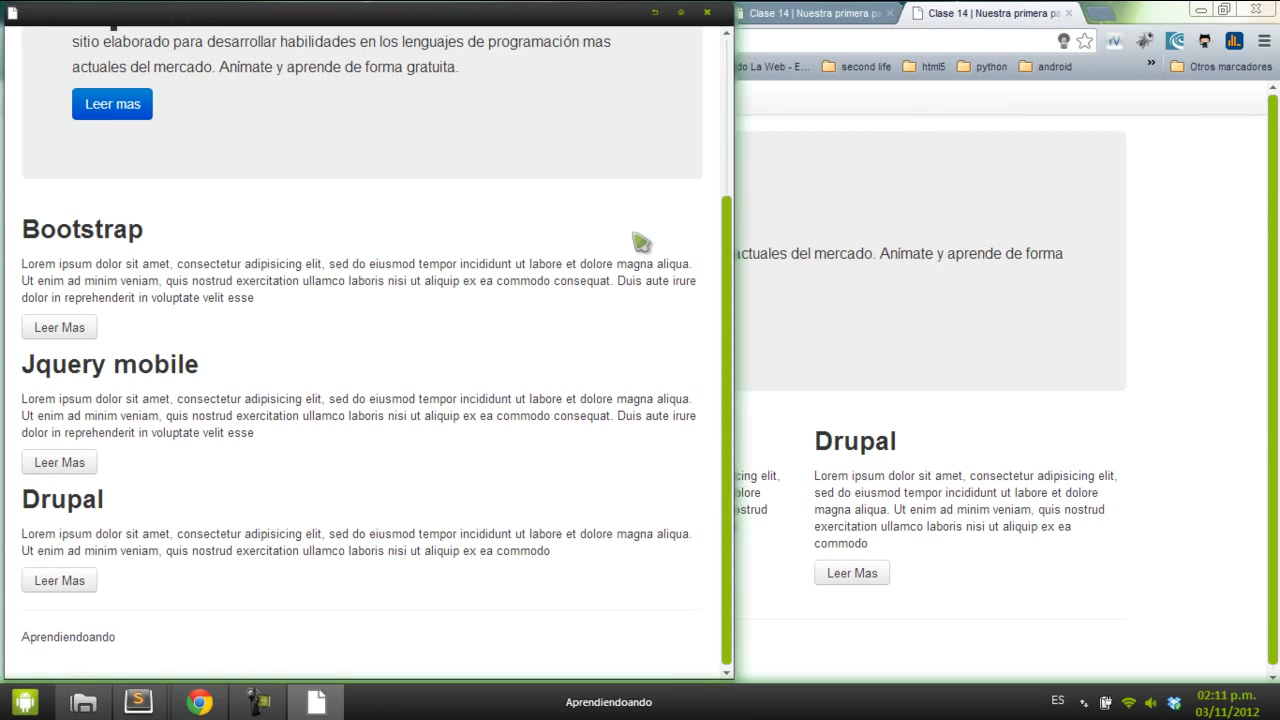 sitio elaborado para desarrollar habilidades en los lenguajes de programación mas
actuales del mercado. Anímate y aprende de forma gratuita.
Leer mas
Bootstrap
Lorem ipsum dolor sit amet, consectetur adipisicing elit, sed do eiusmod tempor incididunt ut labore et dolore magna aliqua.
Ut enim ad minim veniam, quis nostrud exercitation ullamco laboris nisi ut aliquip ex ea commodo consequat. Duis aute irure
dolor in reprehenderit in voluptate velit esse
Leer Mas
Jquery mobile
Lorem ipsum dolor sit amet, consectetur adipisicing elit, sed do eiusmod tempor incididunt ut labore et dolore magna aliqua.
Ut enim ad minim veniam, quis nostrud exercitation ullamco laboris nisi ut aliquip ex ea commodo consequat. Duis aute irure
dolor in reprehenderit in voluptate velit esse
Leer Mas
Drupal
Lorem ipsum dolor sit amet, consectetur adipisicing elit, sed do eiusmod tempor incididunt ut labore et dolore magna aliqua.
Ut enim ad minim veniam, quis nostrud exercitation ullamco laboris nisi ut aliquip ex ea commodo
Leer Mas
Aprendiendoando
Clase 14 | Nuestra primera pa
Clase 14 | Nuestra primera pa
do La Web - E... second life html5 python android » Otros marcadores
actuales del mercado. Anímate y aprende de forma
cing elit,
olore
ostrud
Drupal
Lorem ipsum dolor sit amet, consectetur adipisicing elit,
sed do eiusmod tempor incididunt ut labore et dolore
magna aliqua. Ut enim ad minim veniam, quis nostrud
exercitation ullamco laboris nisi ut aliquip ex ea
commodo
Leer Mas
Aprendiendoando
ES
02:11 p.m.
03/11/2012